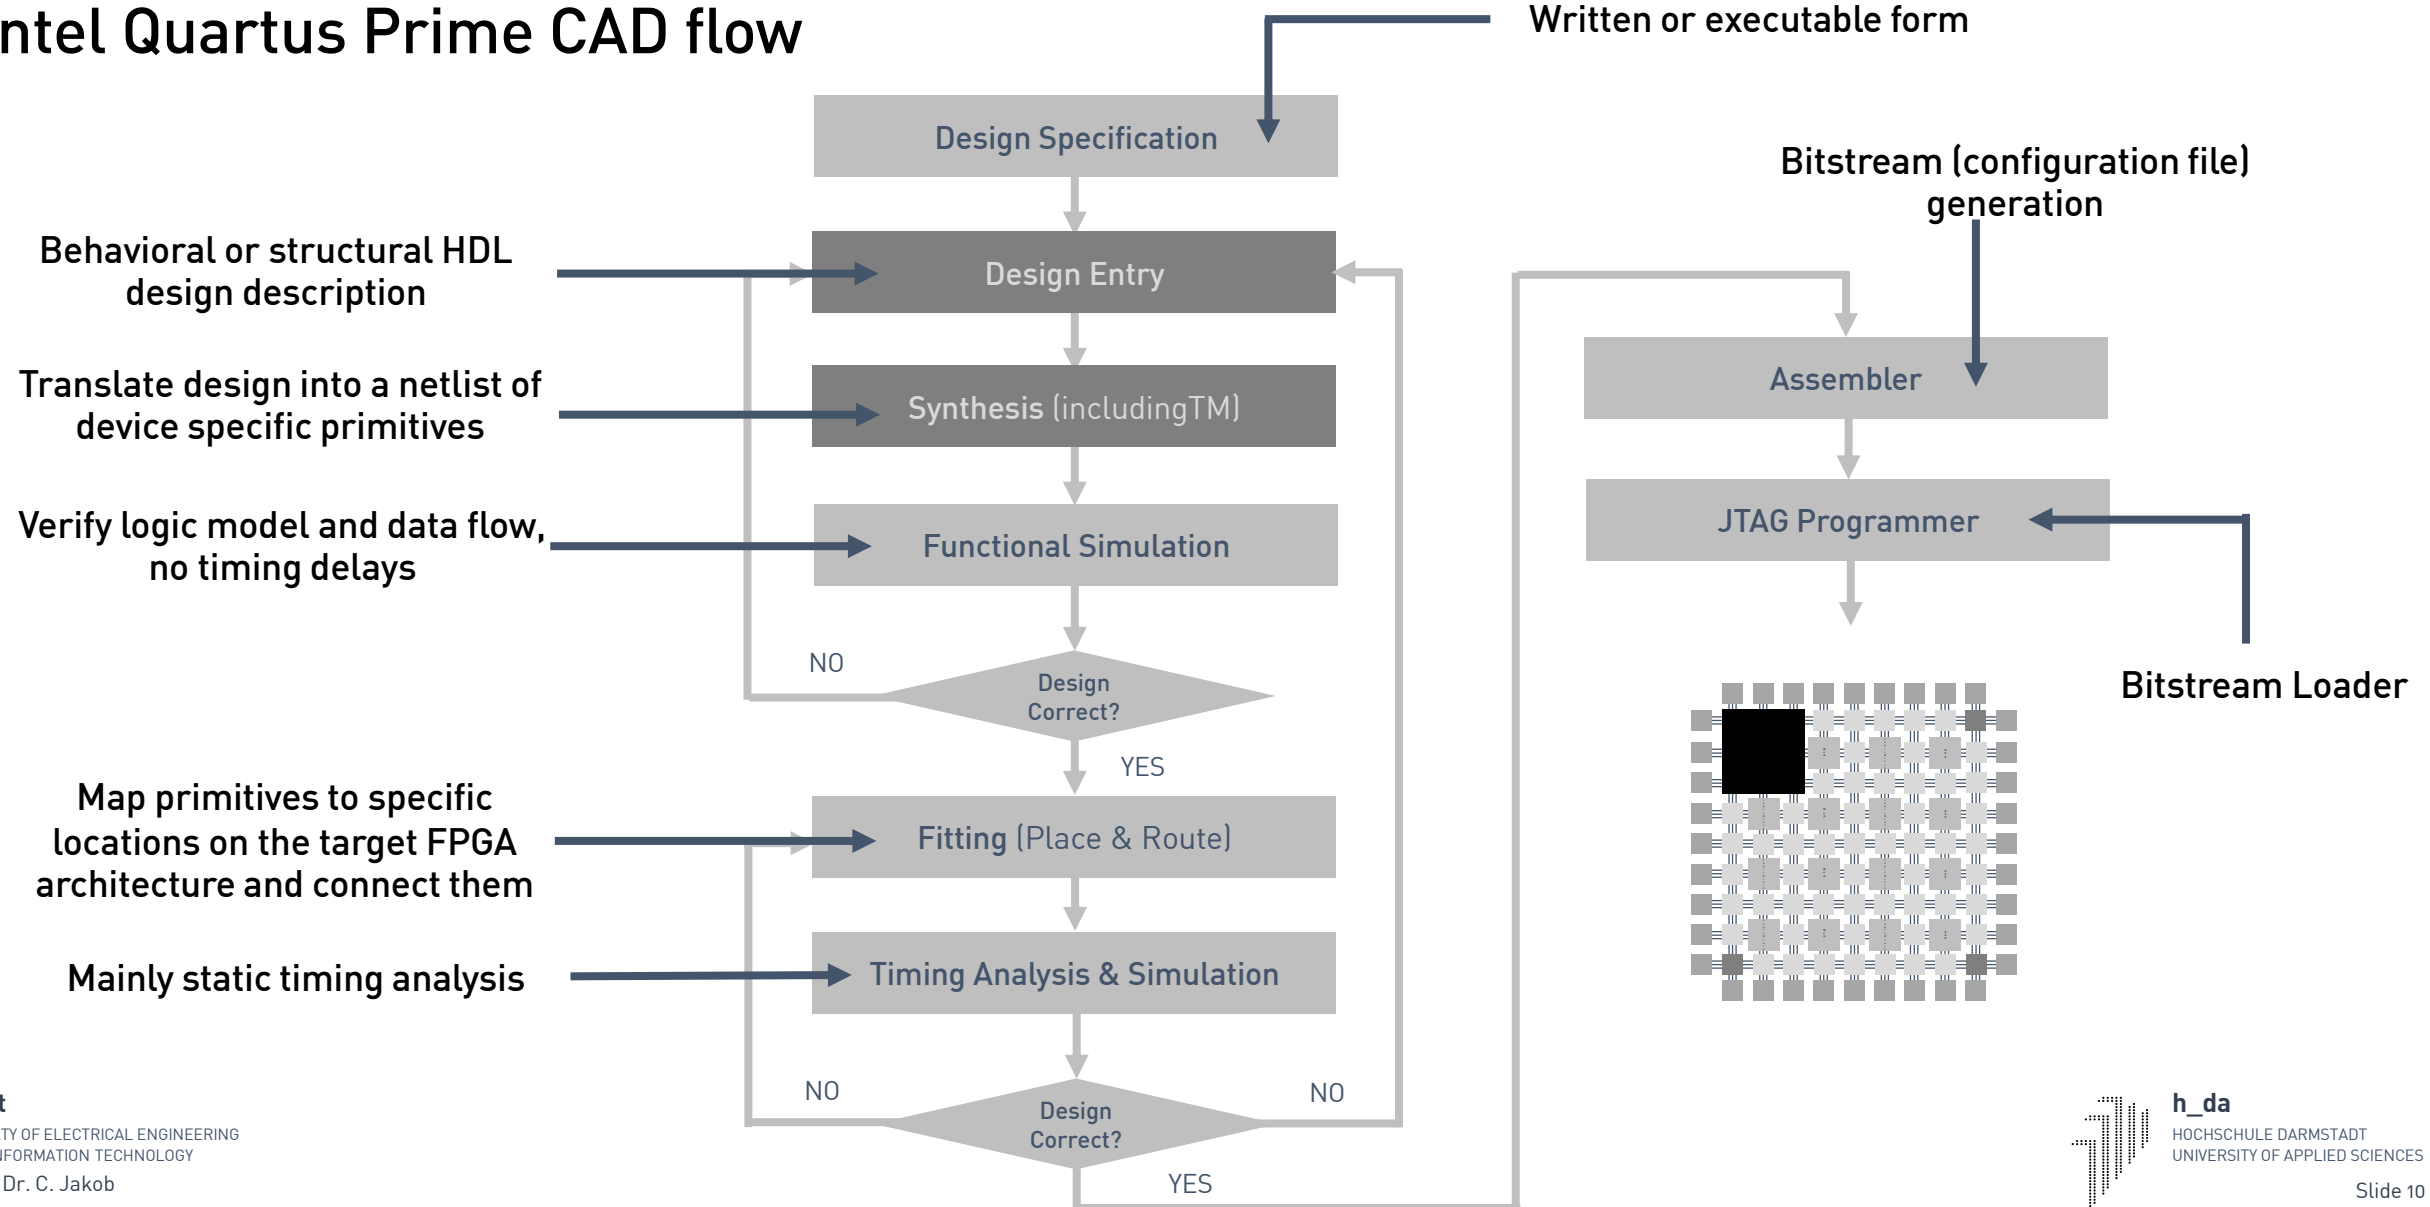 ntel Quartus Prime CAD flow
Written or executable form
Design Specification
Bitstream (configuration file)
generation
Behavioral or structural HDL
design description
Design Entry
Translate design into a netlist of
device specific primitives
Synthesis (includingTM)
Assembler
Verify logic model and data flow,
no timing delays
Functional Simulation
JTAG Programmer
Bitstream Loader
NO
Design
Correct?
YES
Map primitives to specific
locations on the target FPGA
architecture and connect them
Fitting (Place & Route)
Mainly static timing analysis
Timing Analysis & Simulation
NO
Design
Correct?
NO
YES
t
TY OF ELECTRICAL ENGINEERING
NFORMATION TECHNOLOGY
Dr. C. Jakob
h_da
HOCHSCHULE DARMSTADT
UNIVERSITY OF APPLIED SCIENCES
Slide 10